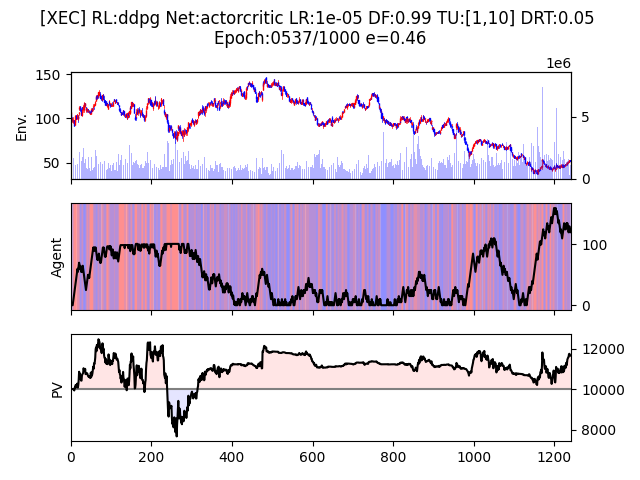 [XEC] RL:ddpg Net:actorcritic LR:1e-05 DF:0.99 TU:[1,10] DRT:0.05
Epoch:0537/1000 e=0.46
1e6
150
100
50
Env.
5
0
Agent
100
0
PV
12000
10000
8000
0 200 400 600 800 1000 1200